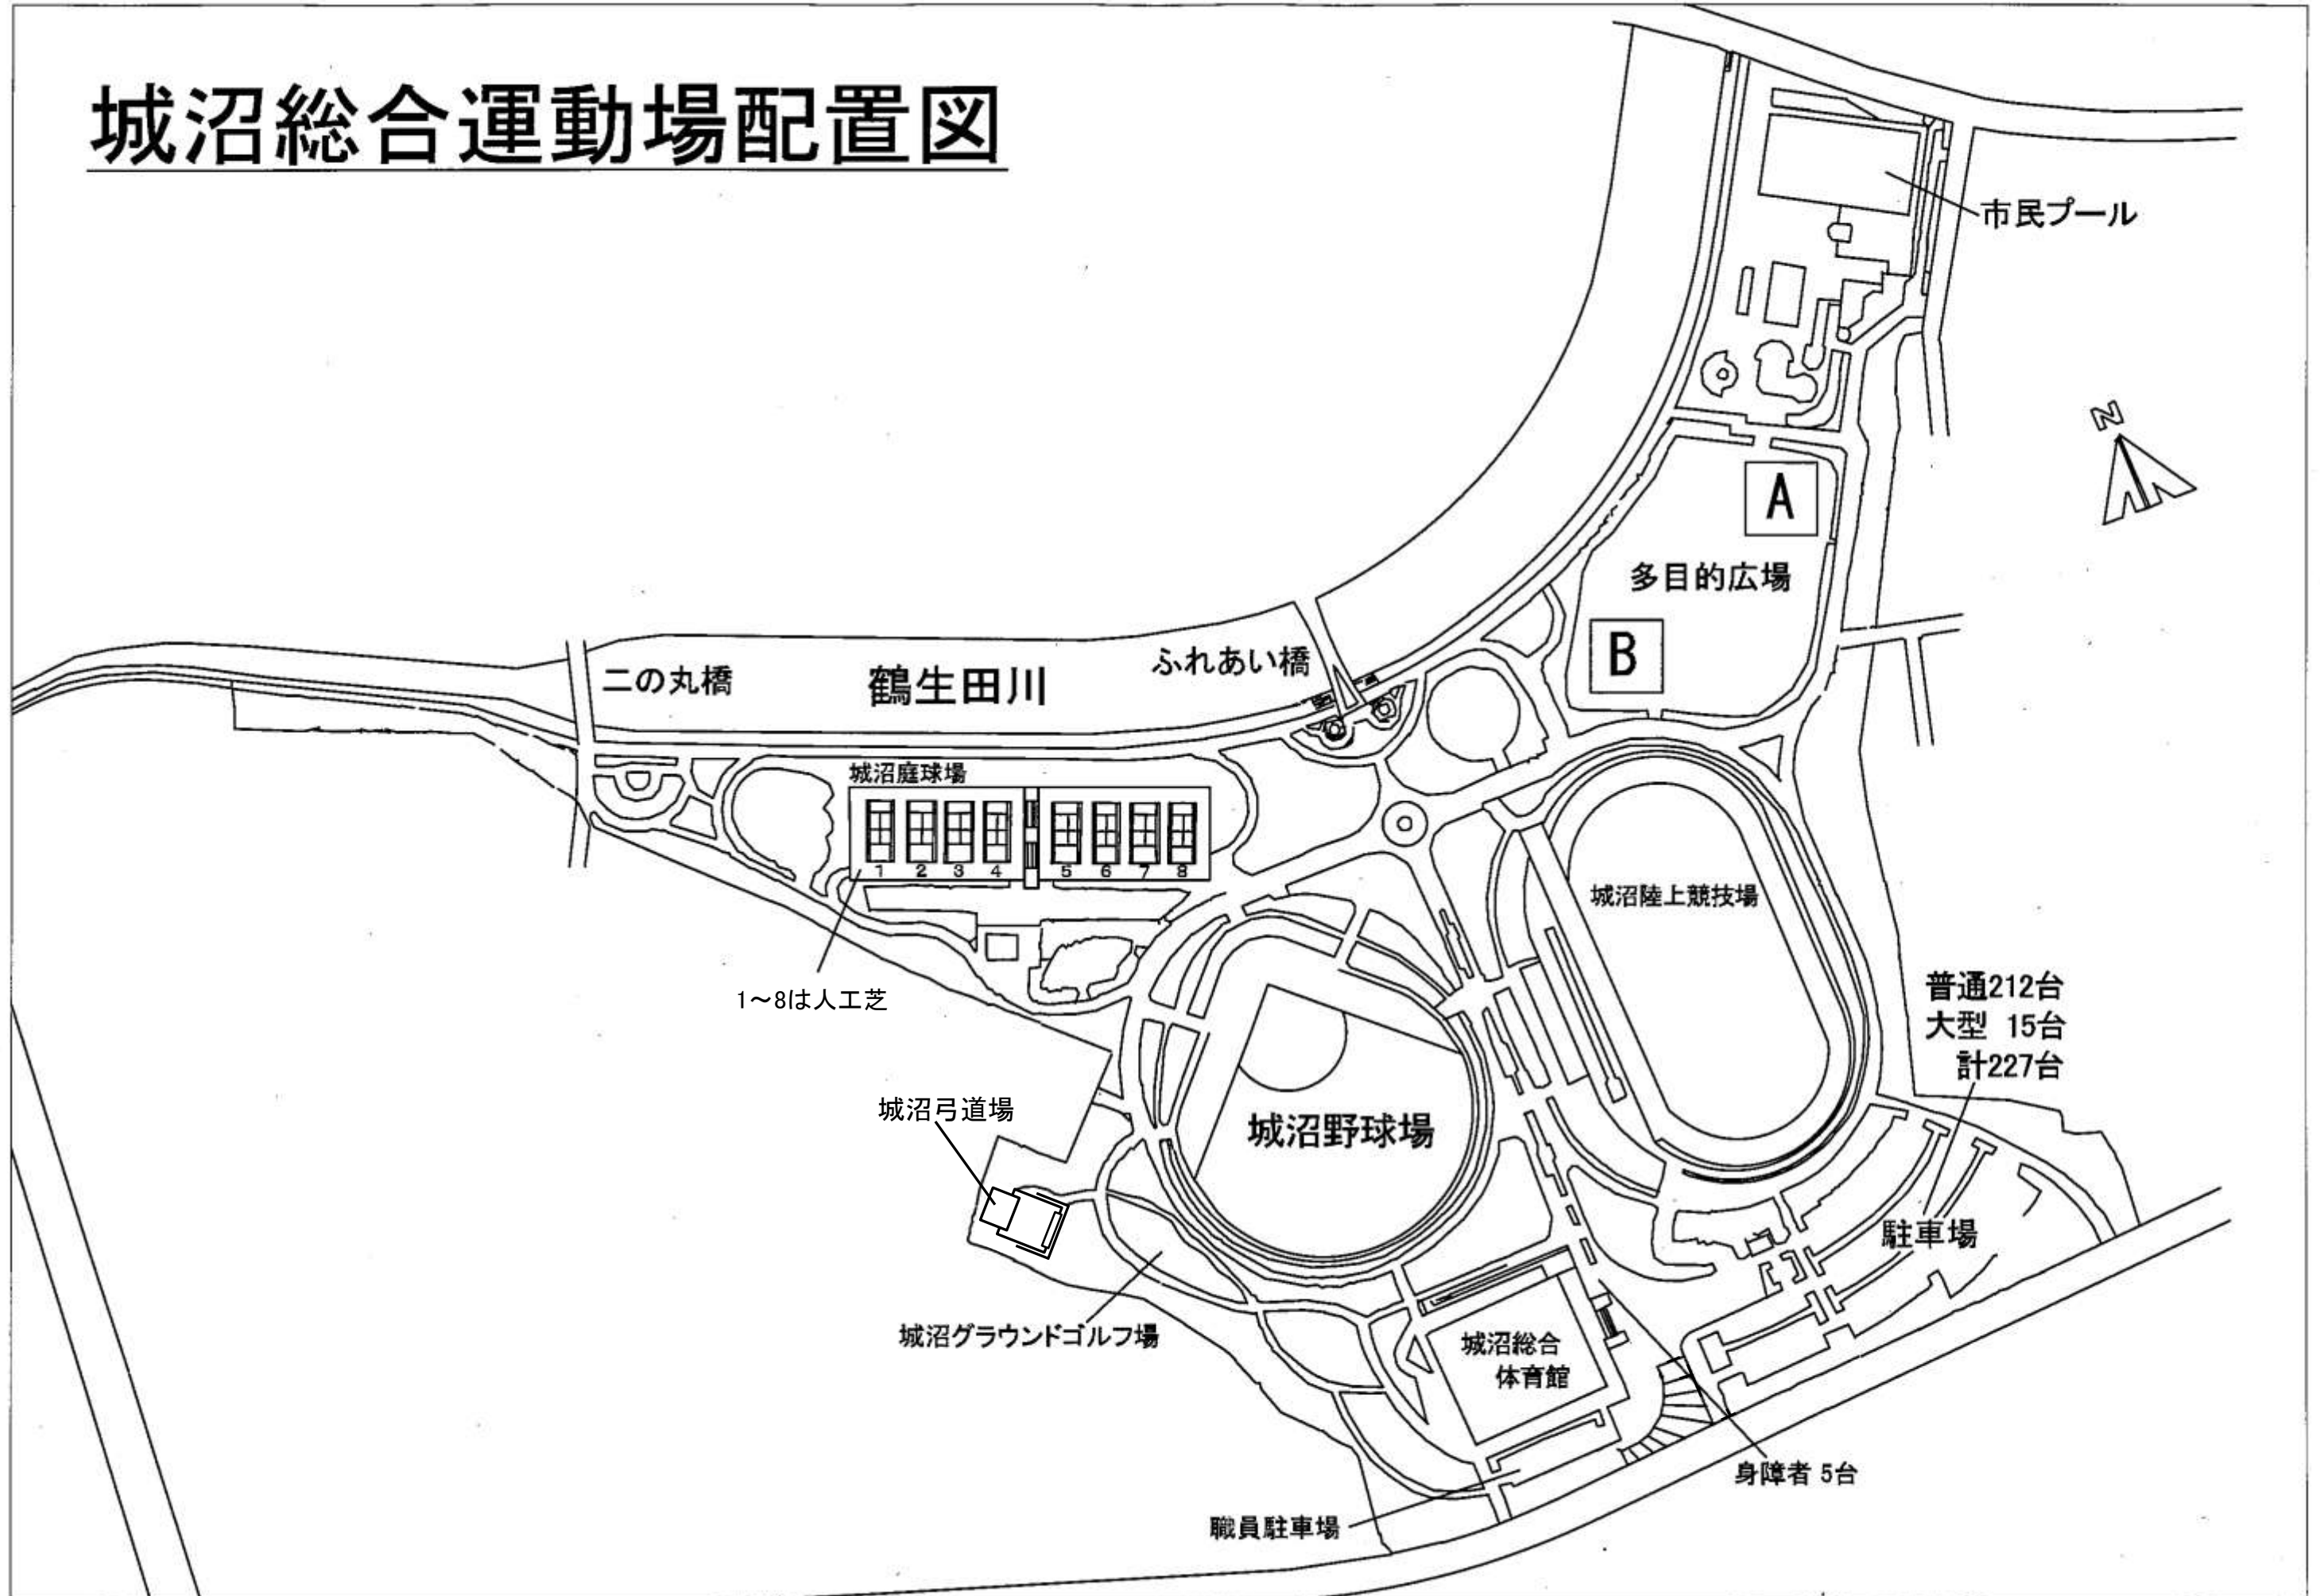 城沼総合運動場配置図
市民プール
N
A
多目的広場
B
二の丸橋
鶴生田川
ふれあい橋
城沼庭球場
1 2 3 4 5 6 7 8
城沼陸上競技場
1～8は人工芝
普通212台
大型 15台
計227台
城沼弓道場
城沼野球場
駐車場
城沼グラウンドゴルフ場
城沼総合
体育館
身障者 5台
職員駐車場